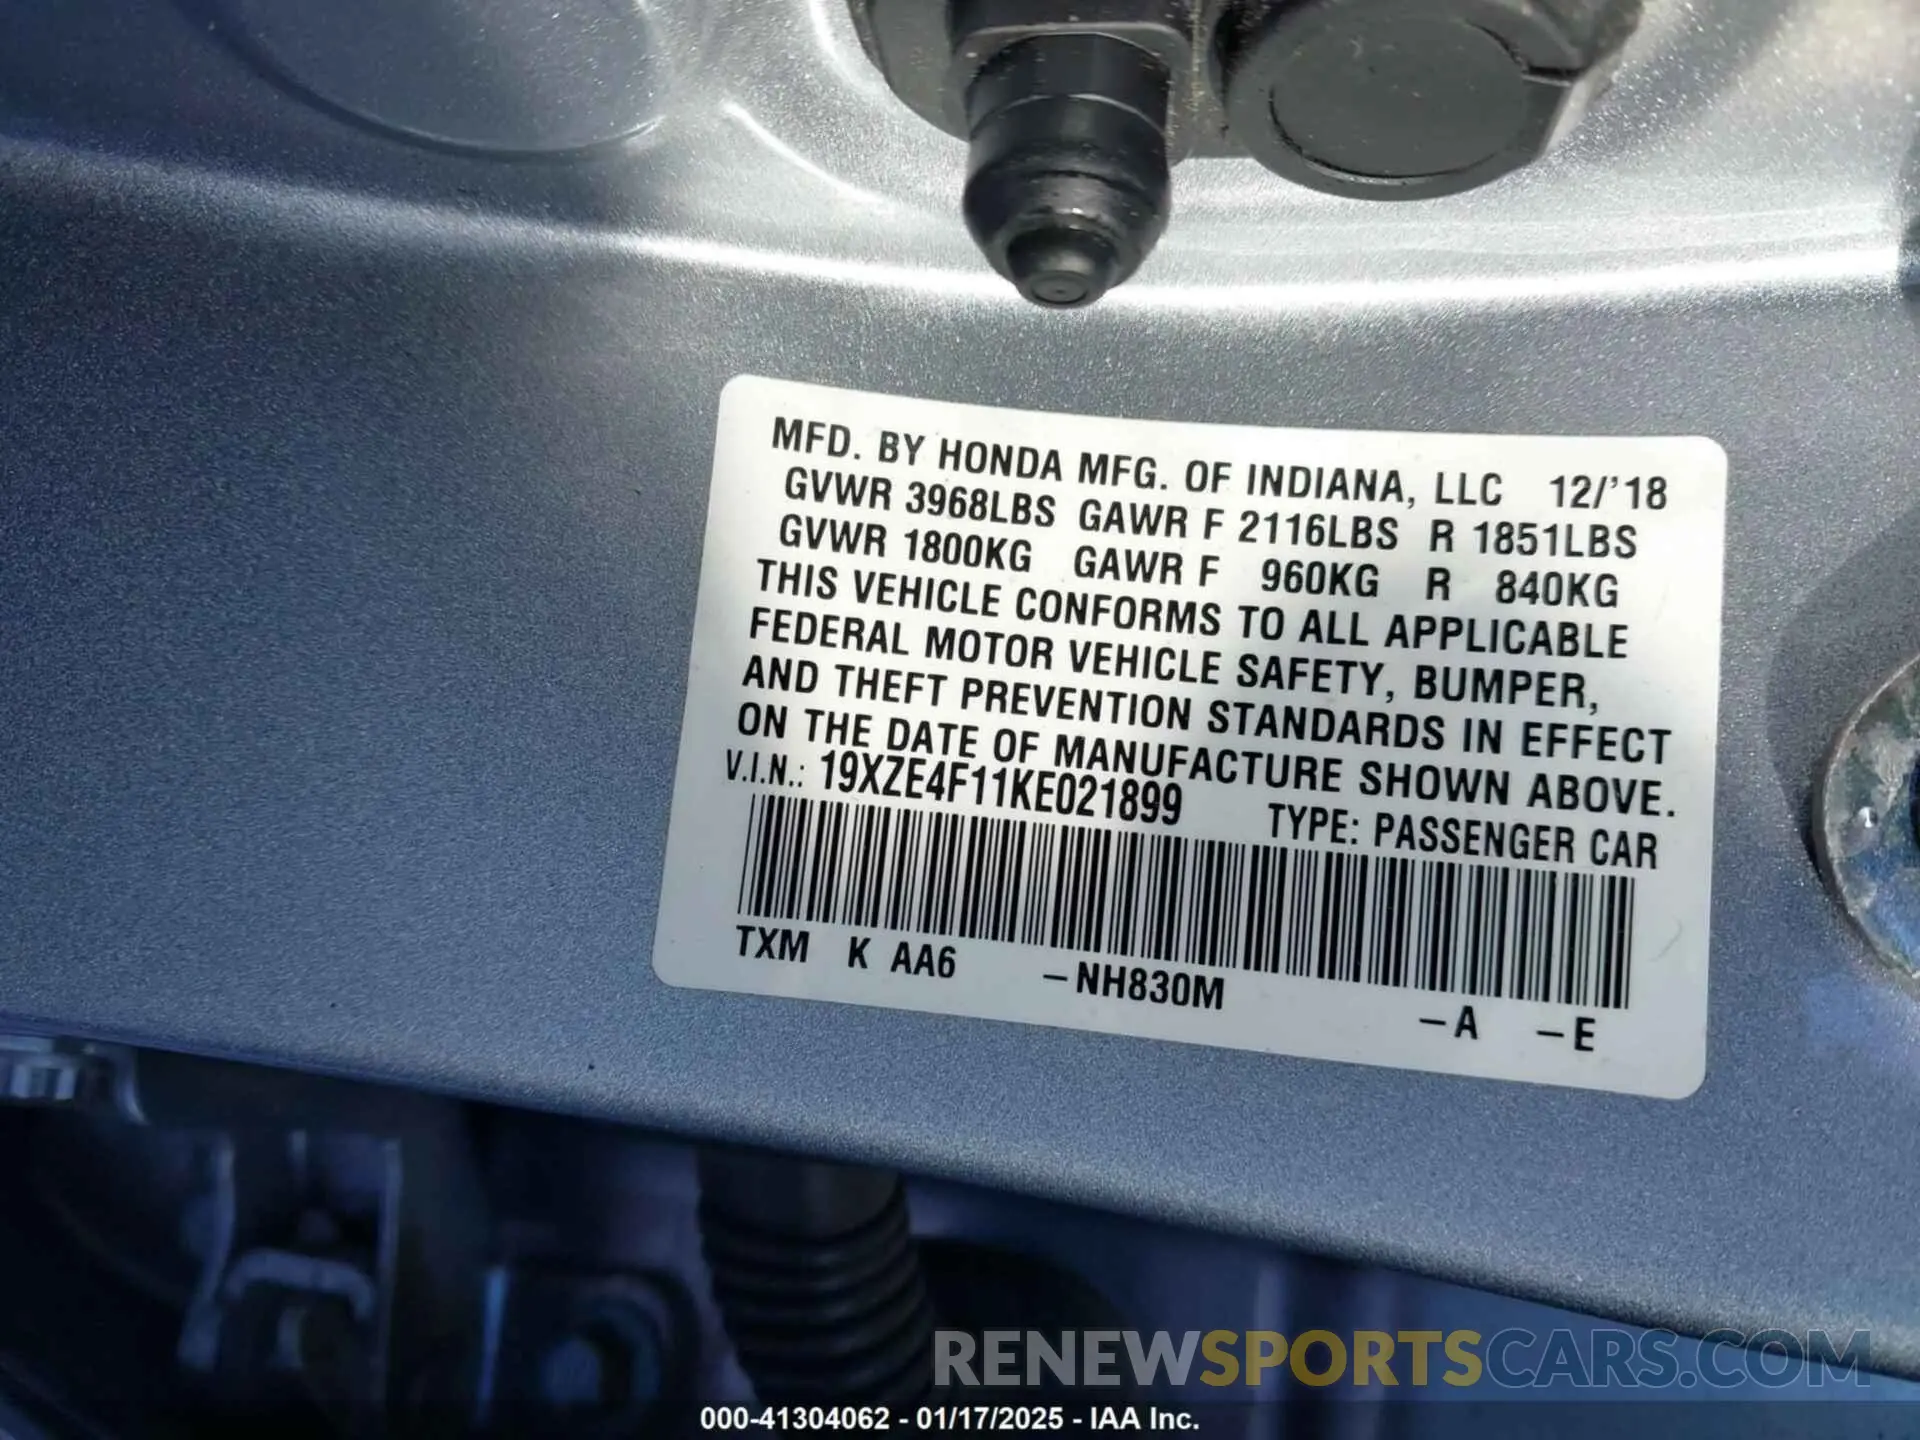 MFD. BY HONDA MFG. OF INDIANA, LLC 12/'18
GVWR 3968LBS GAWR F 2116LBS R 1851LBS
GVWR 1800KG GAWR F 960KG R 840KG
THIS VEHICLE CONFORMS TO ALL APPLICABLE
FEDERAL MOTOR VEHICLE SAFETY, BUMPER,
AND THEFT PREVENTION STANDARDS IN EFFECT
ON THE DATE OF MANUFACTURE SHOWN ABOVE.
V.I.N.: 19XZE4F11KE021899 TYPE: PASSENGER CAR
TXM K AA6 -NH830M -A -E
RENEWSPORTSCARS.COM
000-41304062 - 01/17/2025 - IAA Inc.